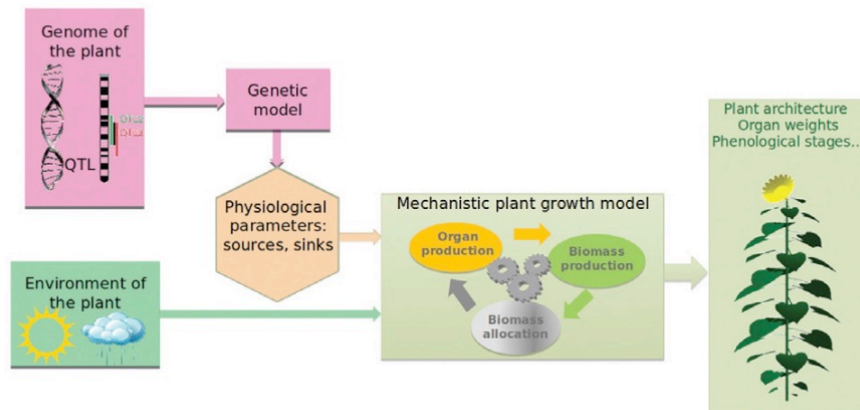 Genome of
the plant
QTL
Genetic
model
Physiological
parameters:
sources, sinks
Environment of
the plant
Mechanistic plant growth model
Organ
production
Biomass
production
Biomass
allocation
Plant architecture
Organ weights
Phenological stages...